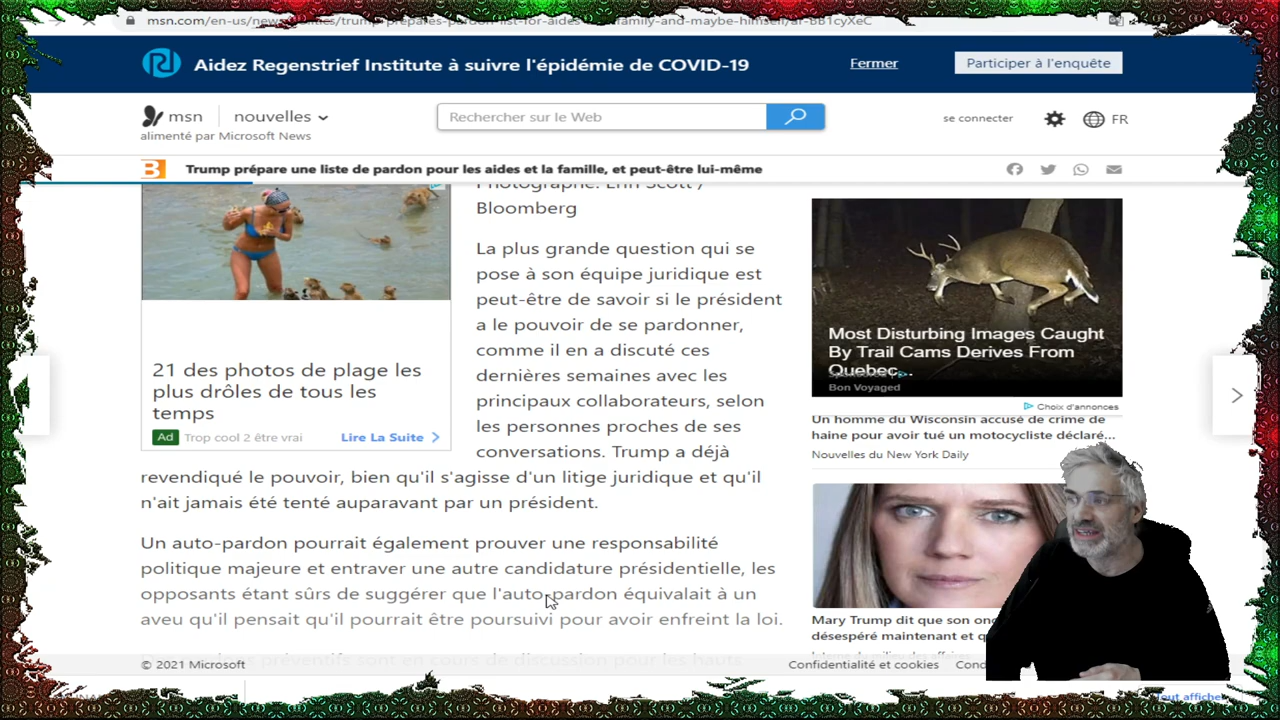 msn.com/en-us/news/politics/trump-prepares-pardon-list-for-aides-and-family-and-maybe-himself/ar-BB1cyXeC
Aidez Regenstrief Institute à suivre l'épidémie de COVID-19
Fermer
Participer à l'enquête
msn
nouvelles
alimenté par Microsoft News
Rechercher sur le Web
se connecter
FR
B
Trump prépare une liste de pardon pour les aides et la famille, et peut-être lui-même
Photographe: Erin Scott /
Bloomberg
La plus grande question qui se
pose à son équipe juridique est
peut-être de savoir si le président
a le pouvoir de se pardonner,
comme il en a discuté ces
dernières semaines avec les
principaux collaborateurs, selon
les personnes proches de ses
conversations. Trump a déjà
revendiqué le pouvoir, bien qu'il s'agisse d'un litige juridique et qu'il
n'ait jamais été tenté auparavant par un président.
Un auto-pardon pourrait également prouver une responsabilité
politique majeure et entraver une autre candidature présidentielle, les
opposants étant sûrs de suggérer que l'auto-pardon équivalait à un
aveu qu'il pensait qu'il pourrait être poursuivi pour avoir enfreint la loi.
préventifs sont en cours de discussion pour les hauts
21 des photos de plage les
plus drôles de tous les
temps
Ad
Trop cool 2 être vrai
Lire La Suite
Most Disturbing Images Caught
By Trail Cams Derives From
Quebec...
Bon Voyaged
Choix d'annonces
Un homme du Wisconsin accusé de crime de
haine pour avoir tué un motocycliste déclaré...
Nouvelles du New York Daily
Mary Trump dit que son
désespéré maintenant et
© 2021 Microsoft
Confidentialité et cookies
Tout affiche